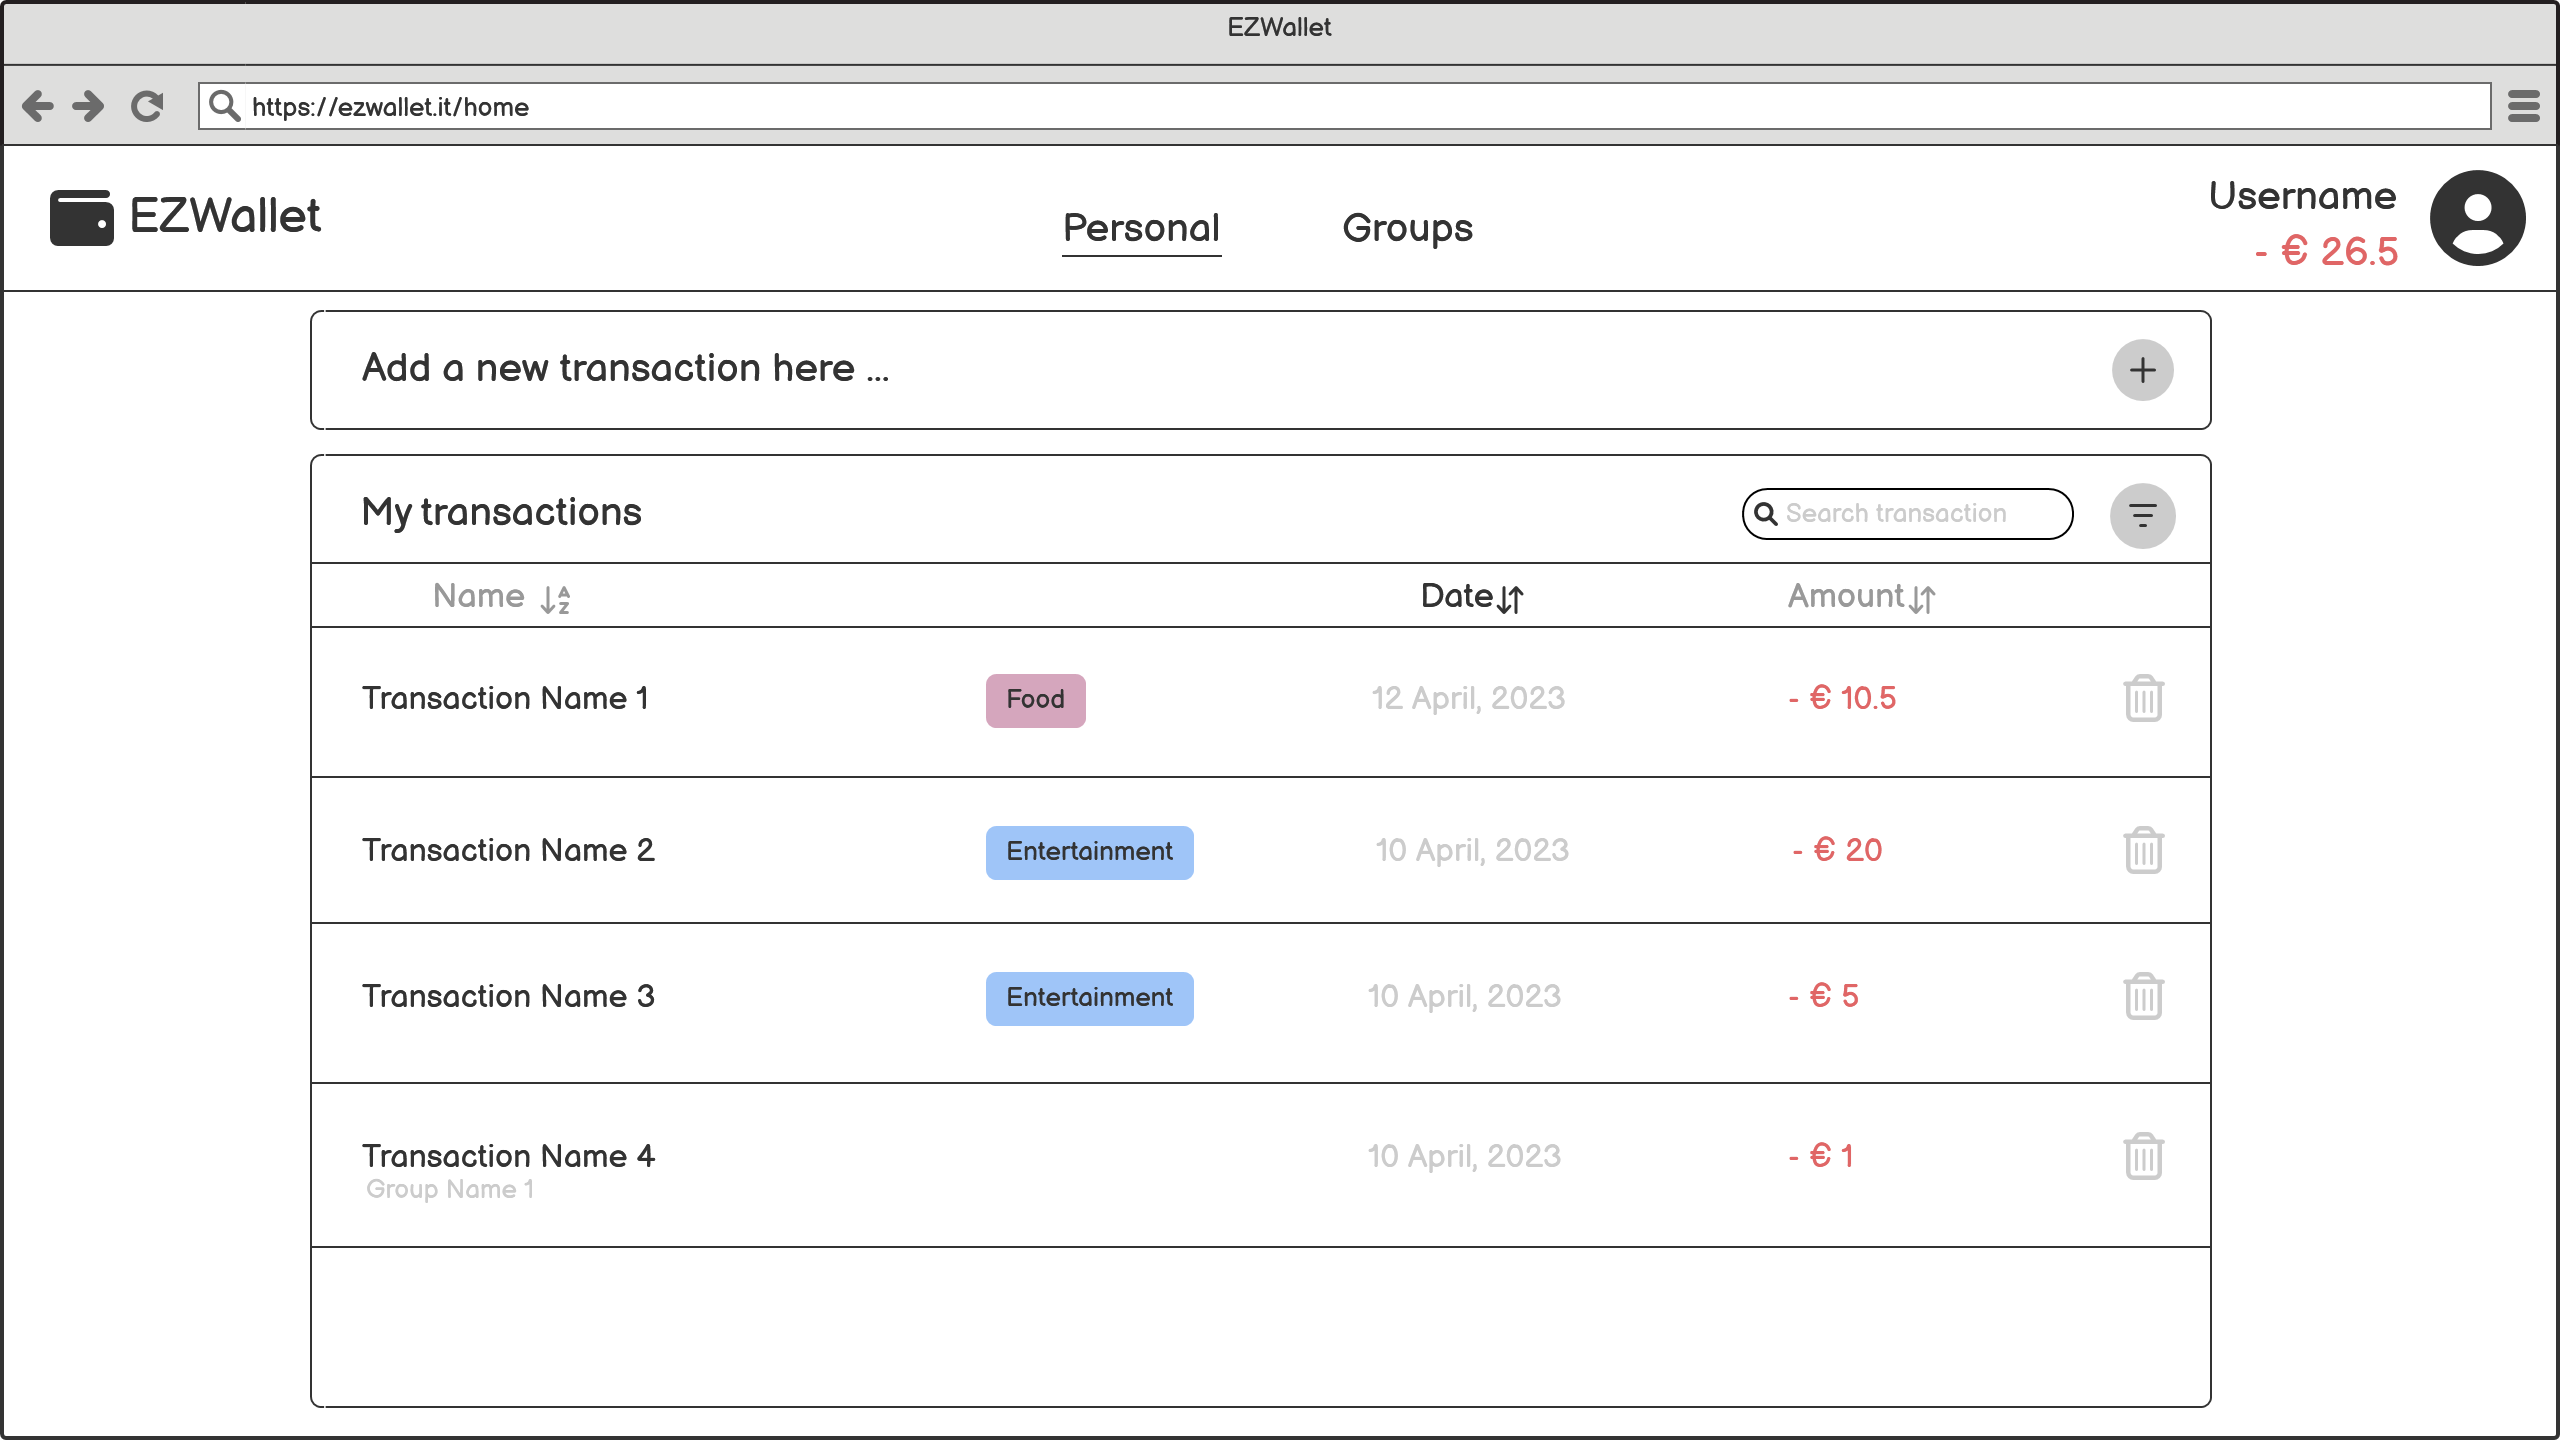 EZWallet
https://ezwallet.it/home
EZWallet
Personal
Groups
Username
- € 26.5
Add a new transaction here ...
My transactions
Search transaction
Name
Date
Amount
Transaction Name 1
Food
12 April, 2023
- € 10.5
Transaction Name 2
Entertainment
10 April, 2023
- € 20
Transaction Name 3
Entertainment
10 April, 2023
- € 5
Transaction Name 4
10 April, 2023
- € 1
Group Name 1